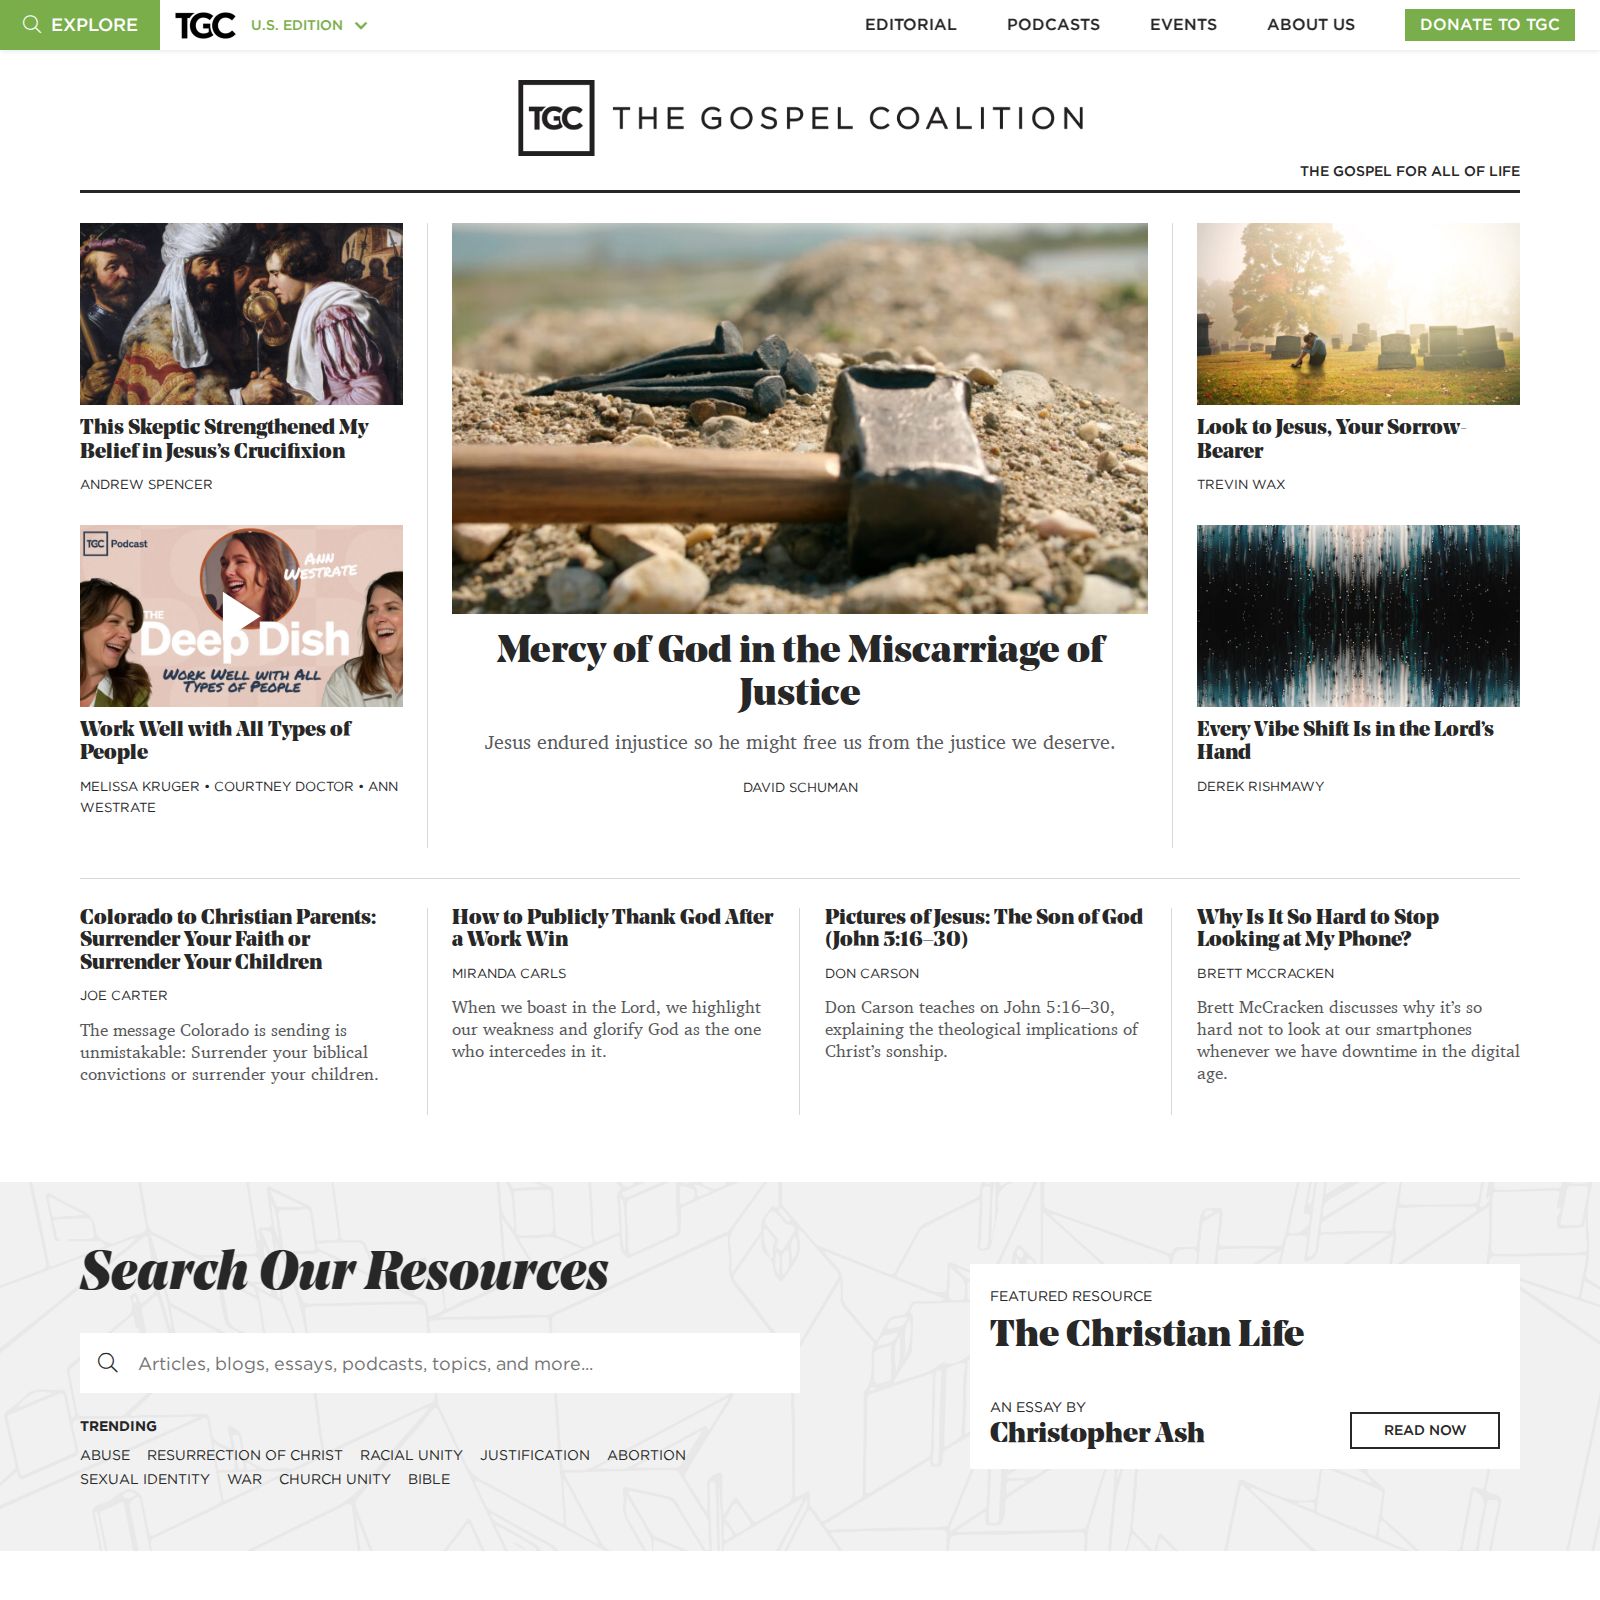 EXPLORE
TGC
U.S. EDITION
EDITORIAL
PODCASTS
EVENTS
ABOUT US
DONATE TO TGC
TGC THE GOSPEL COALITION
THE GOSPEL FOR ALL OF LIFE
This Skeptic Strengthened My
Belief in Jesus’s Crucifixion
ANDREW SPENCER
TGC Podcast
ANN
WESTRATE
THE
Deep Dish
WORK WELL WITH ALL
TYPES OF PEOPLE
Work Well with All Types of
People
MELISSA KRUGER • COURTNEY DOCTOR • ANN
WESTRATE
Mercy of God in the Miscarriage of
Justice
Jesus endured injustice so he might free us from the justice we deserve.
DAVID SCHUMAN
Look to Jesus, Your Sorrow-
Bearer
TREVIN WAX
Every Vibe Shift Is in the Lord’s
Hand
DEREK RISHMAWY
Colorado to Christian Parents:
Surrender Your Faith or
Surrender Your Children
JOE CARTER
The message Colorado is sending is
unmistakable: Surrender your biblical
convictions or surrender your children.
How to Publicly Thank God After
a Work Win
MIRANDA CARLS
When we boast in the Lord, we highlight
our weakness and glorify God as the one
who intercedes in it.
Pictures of Jesus: The Son of God
(John 5:16–30)
DON CARSON
Don Carson teaches on John 5:16–30,
explaining the theological implications of
Christ’s sonship.
Why Is It So Hard to Stop
Looking at My Phone?
BRETT MCCRACKEN
Brett McCracken discusses why it’s so
hard not to look at our smartphones
whenever we have downtime in the digital
age.
Search Our Resources
Articles, blogs, essays, podcasts, topics, and more...
TRENDING
ABUSE RESURRECTION OF CHRIST RACIAL UNITY JUSTIFICATION ABORTION
SEXUAL IDENTITY WAR CHURCH UNITY BIBLE
FEATURED RESOURCE
The Christian Life
AN ESSAY BY
Christopher Ash
READ NOW